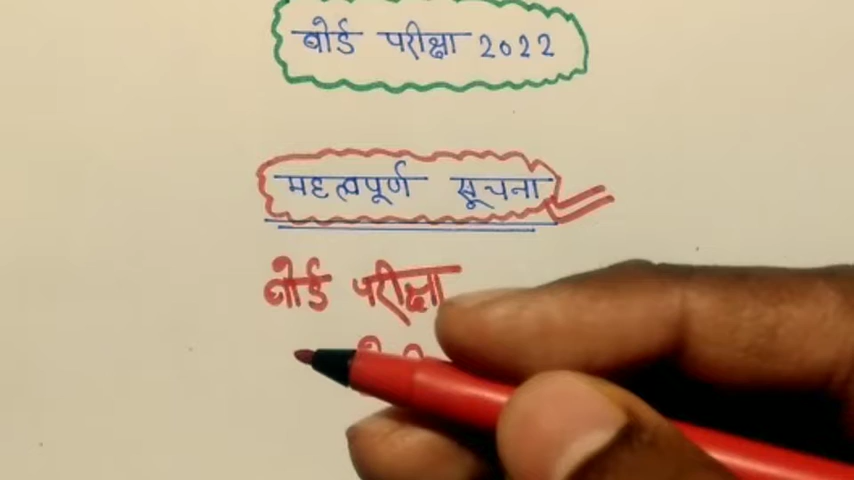 बोर्ड परीक्षा 2022
महत्वपूर्ण सूचना
बोर्ड परीक्षा